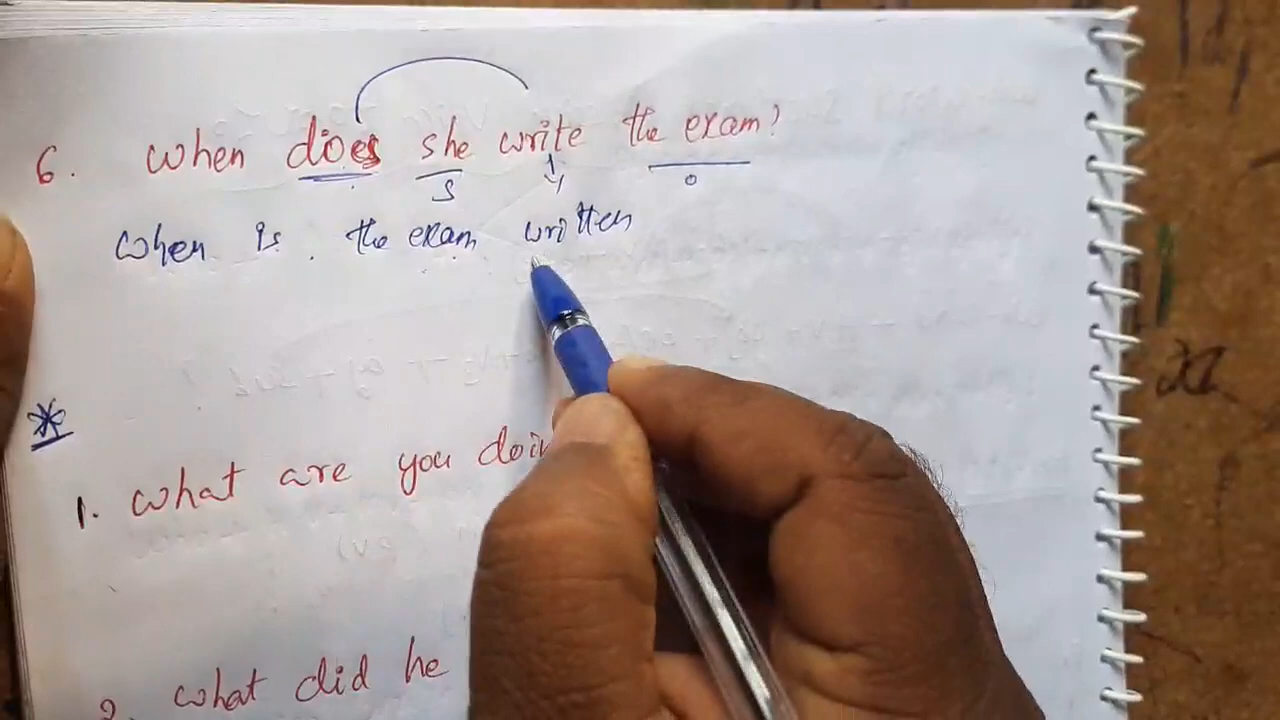 6. When does she write the exam?
S V O
when is the exam written
1. What are you
2. what did he